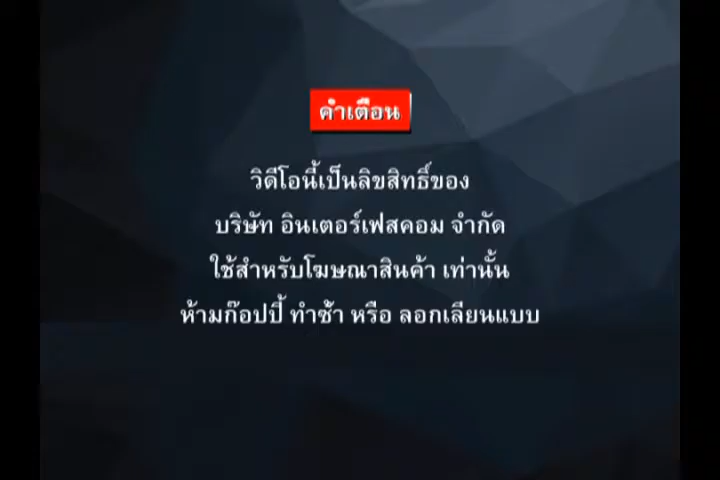 คำเตือน
วิดีโอนี้เป็นลิขสิทธิ์ของ
บริษัท อินเตอร์เฟสคอม จำกัด
ใช้สำหรับโฆษณาสินค้า เท่านั้น
ห้ามก๊อปปี้ ทำซ้ำ หรือ ลอกเลียนแบบ